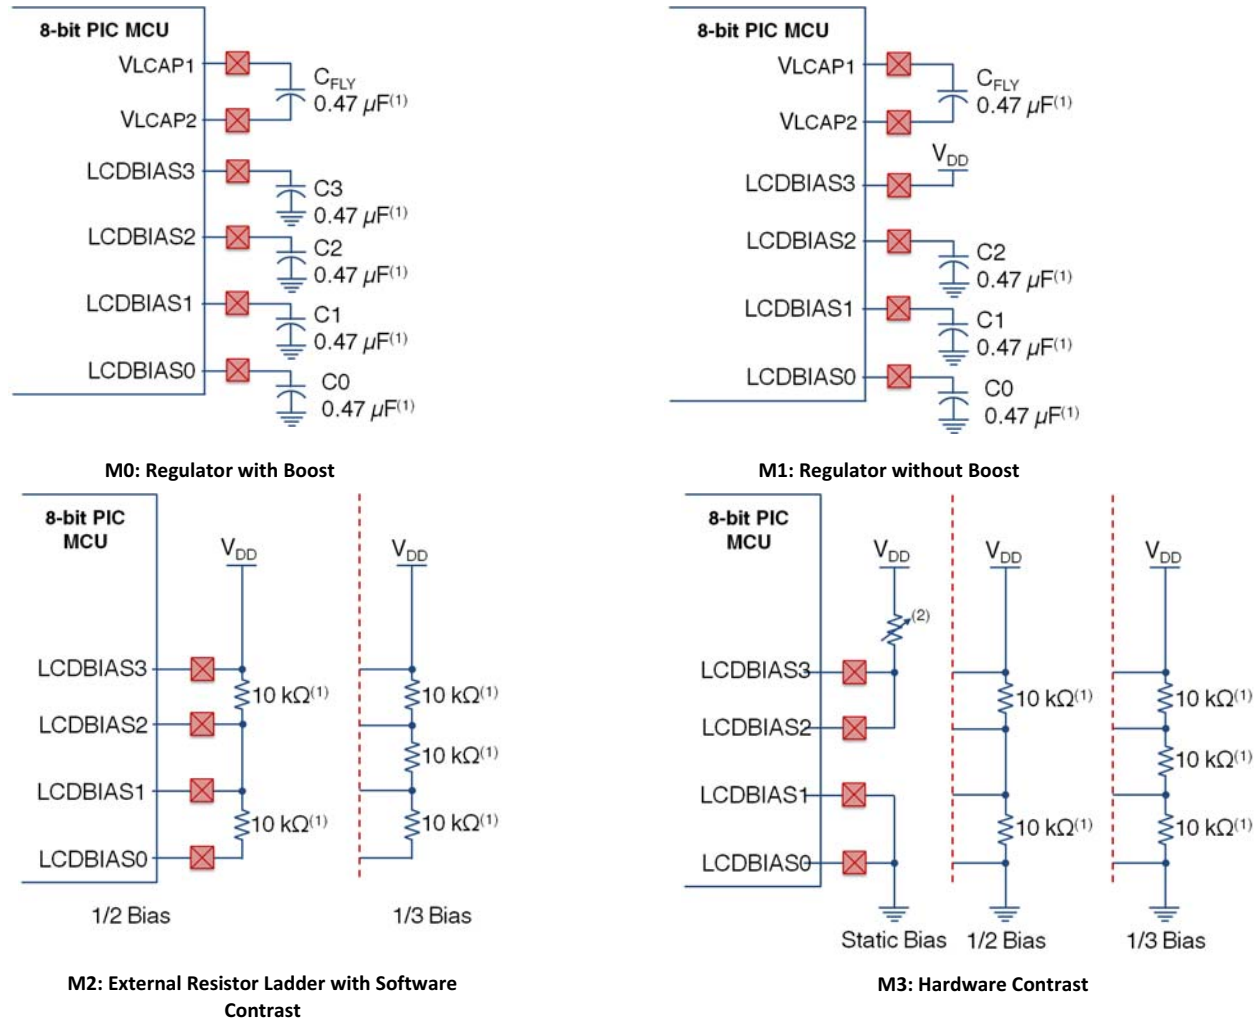 8-bit PIC MCU
VLCAP1
CFLY
0.47 µF(1)
VLCAP2
LCDBIAS3
C3
0.47 µF(1)
LCDBIAS2
C2
0.47 µF(1)
LCDBIAS1
C1
0.47 µF(1)
LCDBIAS0
C0
0.47 µF(1)
M0: Regulator with Boost
8-bit PIC MCU
VLCAP1
CFLY
0.47 µF(1)
VLCAP2
VDD
LCDBIAS3
LCDBIAS2
C2
0.47 µF(1)
LCDBIAS1
C1
0.47 µF(1)
LCDBIAS0
C0
0.47 µF(1)
M1: Regulator without Boost
8-bit PIC
MCU
VDD
VDD
LCDBIAS3
10 kΩ(1)
10 kΩ(1)
LCDBIAS2
10 kΩ(1)
LCDBIAS1
10 kΩ(1)
10 kΩ(1)
LCDBIAS0
1/2 Bias
1/3 Bias
M2: External Resistor Ladder with Software
Contrast
8-bit PIC
MCU
VDD
VDD
VDD
(2)
LCDBIAS3
10 kΩ(1)
10 kΩ(1)
LCDBIAS2
10 kΩ(1)
LCDBIAS1
10 kΩ(1)
10 kΩ(1)
LCDBIAS0
Static Bias
1/2 Bias
1/3 Bias
M3: Hardware Contrast